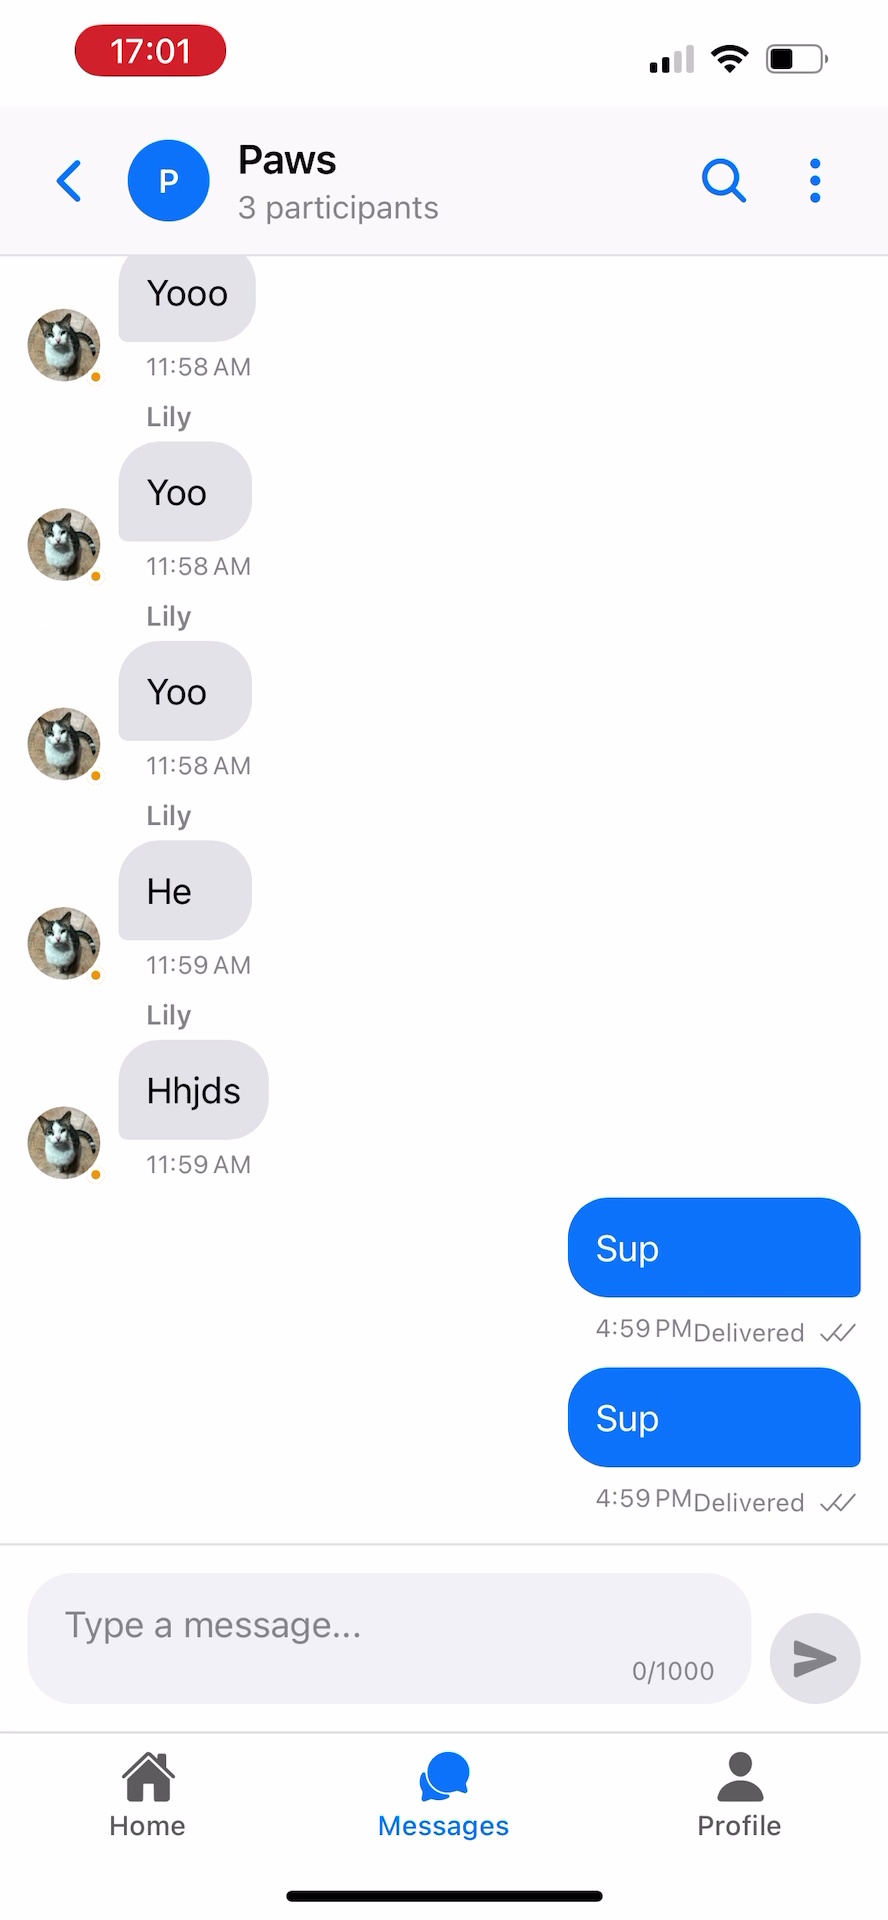 17:01
P
Paws
3 participants
Yooo
11:58 AM
Lily
Yoo
11:58 AM
Lily
Yoo
11:58 AM
Lily
He
11:59 AM
Lily
Hhjds
11:59 AM
Sup
4:59 PM Delivered
Sup
4:59 PM Delivered
Type a message...
0/1000
Home Messages Profile